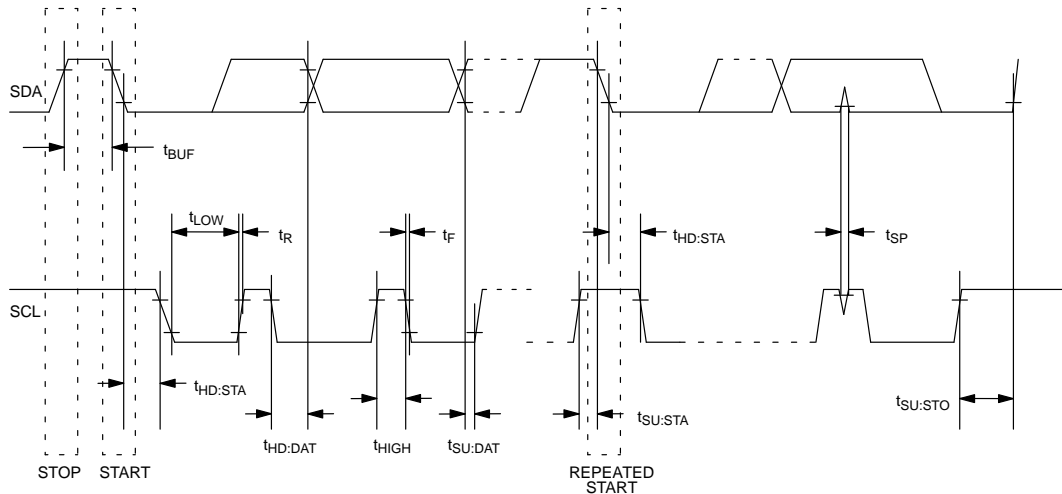 SDA
tBUF
tLOW
tR
tF
tHD:STA
tSP
SCL
tHD:STA
tHD:DAT
tHIGH
tSU:DAT
tSU:STA
tSU:STO
STOP
START
REPEATED
START